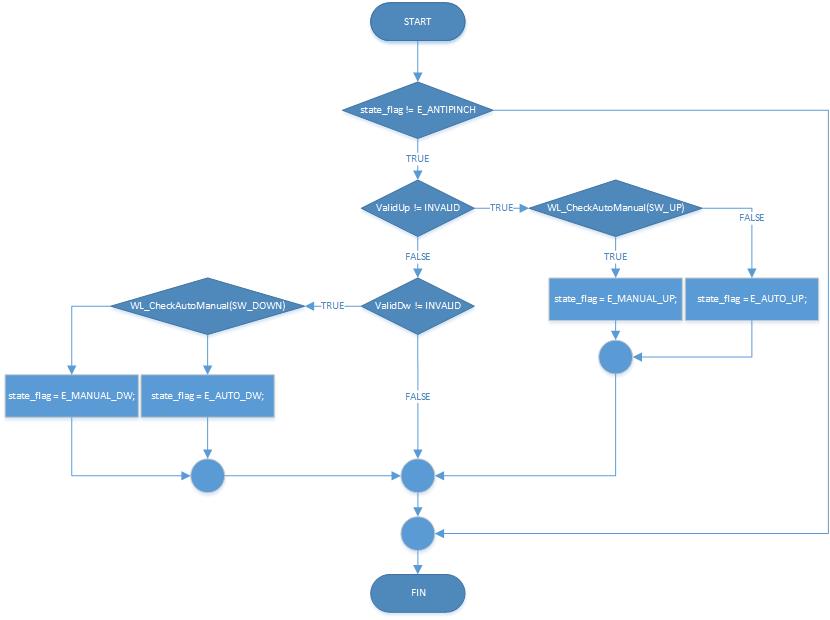 START
state_flag != E_ANTIPINCH
TRUE
ValidUp != INVALID
TRUE
WL_CheckAutoManual(SW_UP)
FALSE
FALSE
TRUE
WL_CheckAutoManual(SW_DOWN)
TRUE
ValidDw != INVALID
state_flag = E_MANUAL_UP;
state_flag = E_AUTO_UP;
state_flag = E_MANUAL_DW;
state_flag = E_AUTO_DW;
FALSE
FIN